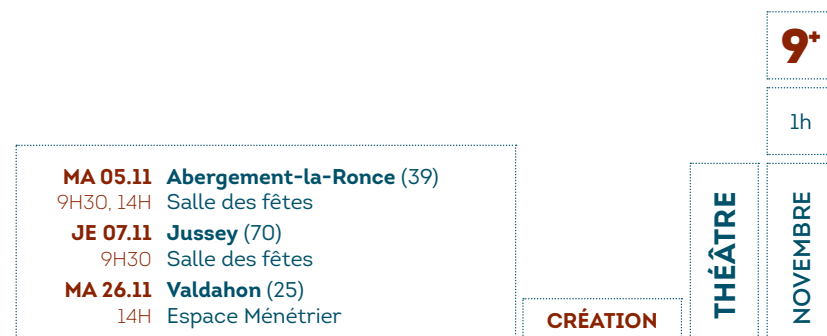 9+
1h
MA 05.11 Abergement-la-Ronce (39)
9H30, 14H Salle des fêtes
JE 07.11 Jussey (70)
9H30 Salle des fêtes
MA 26.11 Valdahon (25)
14H Espace Ménétrier
CRÉATION
THÉÂTRE
NOVEMBRE